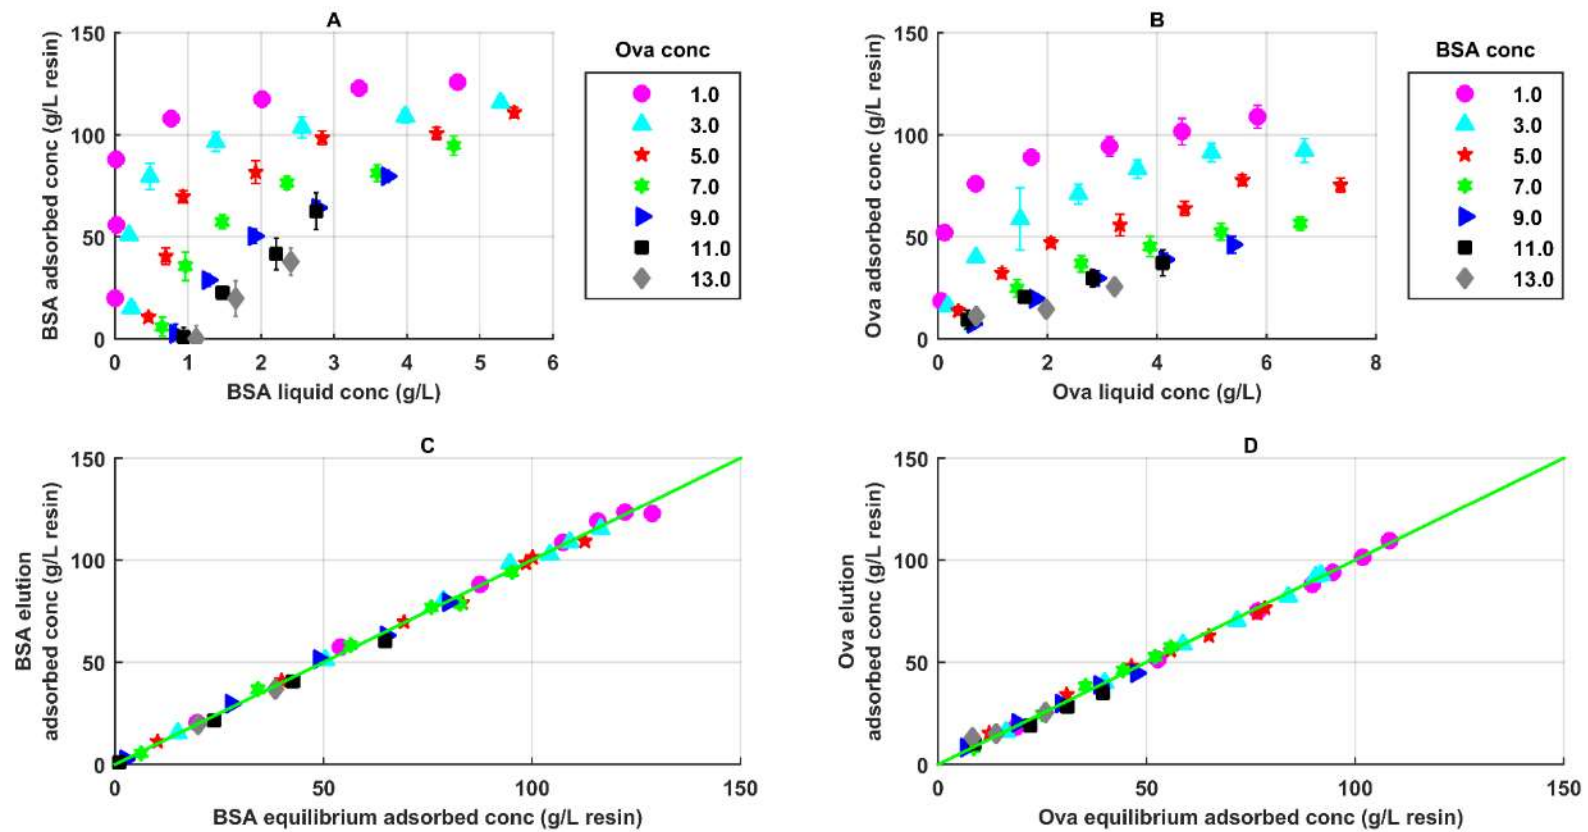 A
150
100
50
0
BSA adsorbed conc (g/L resin)
0 1 2 3 4 5 6
BSA liquid conc (g/L)
Ova conc
1.0
3.0
5.0
7.0
9.0
11.0
13.0
B
150
100
50
0
Ova adsorbed conc (g/L resin)
0 2 4 6 8
Ova liquid conc (g/L)
BSA conc
1.0
3.0
5.0
7.0
9.0
11.0
13.0
C
150
100
50
0
BSA elution
adsorbed conc (g/L resin)
0 50 100 150
BSA equilibrium adsorbed conc (g/L resin)
D
150
100
50
0
Ova elution
adsorbed conc (g/L resin)
0 50 100 150
Ova equilibrium adsorbed conc (g/L resin)